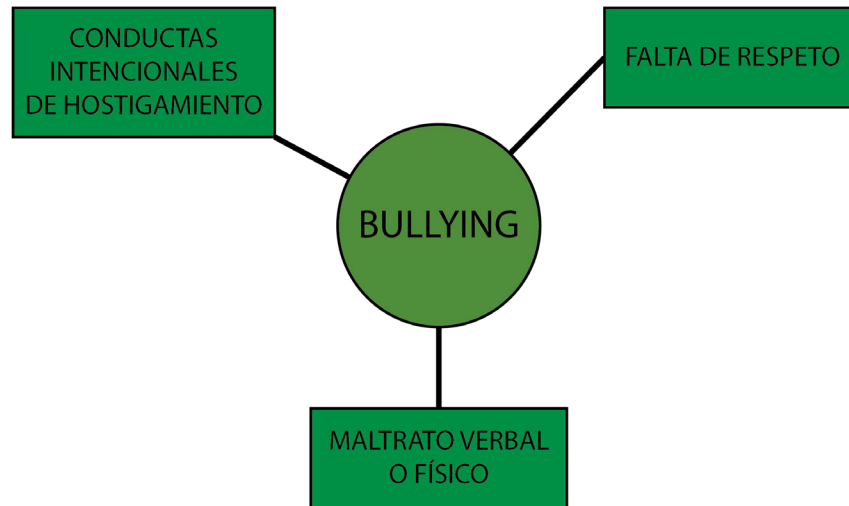 CONDUCTAS
INTENCIONALES
DE HOSTIGAMIENTO
FALTA DE RESPETO
BULLYING
MALTRATO VERBAL
O FÍSICO